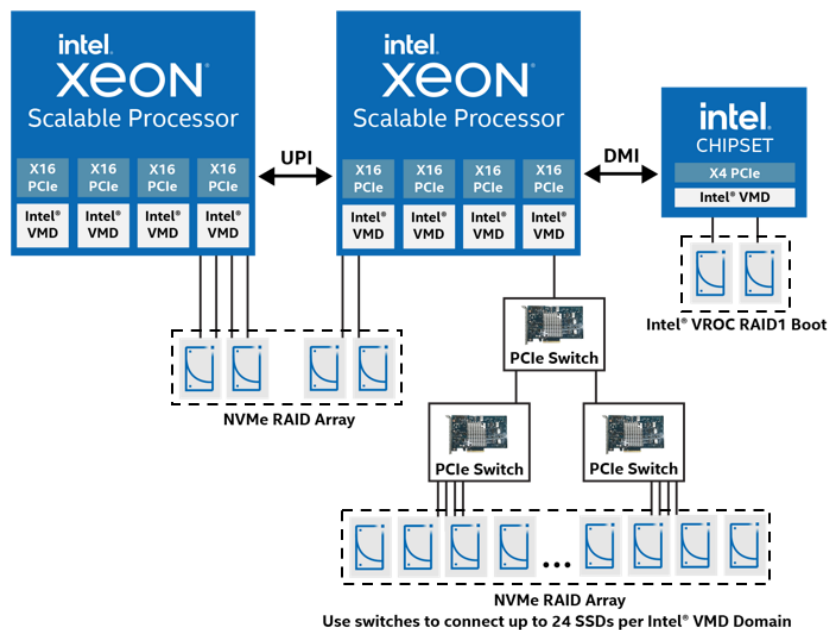 intel.
XEON®
Scalable Processor
X16
PCIe
X16
PCIe
X16
PCIe
X16
PCIe
Intel®
VMD
Intel®
VMD
Intel®
VMD
Intel®
VMD
UPI
intel.
XEON®
Scalable Processor
X16
PCIe
X16
PCIe
X16
PCIe
X16
PCIe
Intel®
VMD
Intel®
VMD
Intel®
VMD
Intel®
VMD
DMI
intel.
CHIPSET
X4 PCIe
Intel® VMD
Intel® VROC RAID1 Boot
PCIe Switch
NVMe RAID Array
PCIe Switch
PCIe Switch
...
NVMe RAID Array
Use switches to connect up to 24 SSDs per Intel® VMD Domain